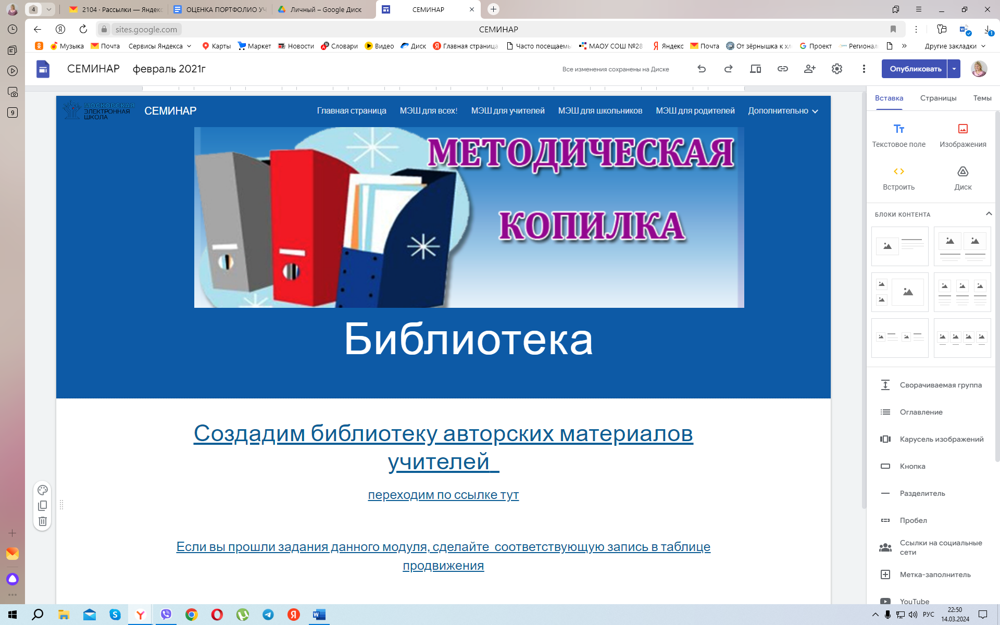 4
2104 · Рассылки — Яндекс
ОЦЕНКА ПОРТФОЛИО УЧ
Личный – Google Диск
СЕМИНАР
sites.google.com
СЕМИНАР
1
Музыка
Почта
Сервисы Яндекса
Карты
Маркет
Новости
Словари
Видео
Диск
Главная страница
Часто посещаемы
МАОУ СОШ №28
Яндекс
Почта
От зёрнышка к хл
Проект
Регионал
»
Другие закладки
СЕМИНАР февраль 2021г
Все изменения сохранены на Диске
Опубликовать
9
МОСКОВСКАЯ
ЭЛЕКТРОННАЯ
ШКОЛА
СЕМИНАР
Главная страница
МЭШ для всех!
МЭШ для учителей
МЭШ для школьников
МЭШ для родителей
Дополнительно
МЕТОДИЧЕСКАЯ
КОПИЛКА
Библиотека
Создадим библиотеку авторских материалов
учителей
переходим по ссылке тут
Если вы прошли задания данного модуля, сделайте соответствующую запись в таблице
продвижения
Вставка
Страницы
Темы
Текстовое поле
Изображения
Встроить
Диск
БЛОКИ КОНТЕНТА
Сворачиваемая группа
Оглавление
Карусель изображений
Кнопка
Разделитель
Пробел
Ссылки на социальные
сети
Метка-заполнитель
YouTube
РУС
22:50
14.03.2024